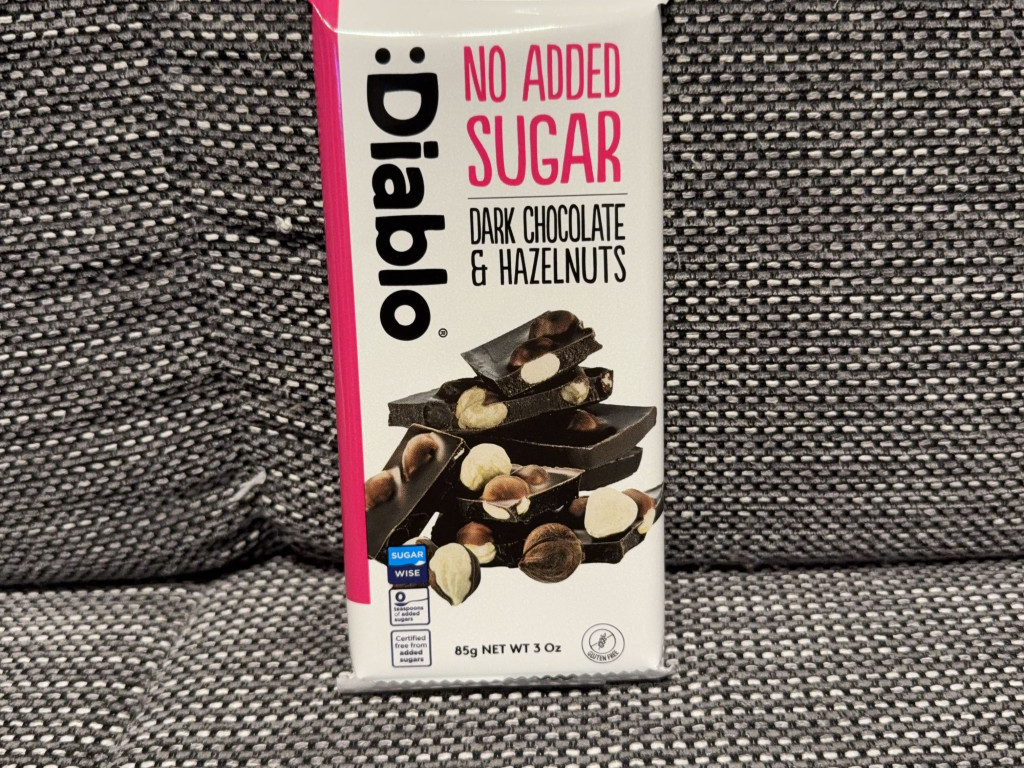 :Diablo®
NO ADDED
SUGAR
DARK CHOCOLATE
& HAZELNUTS
SUGAR
WISE
0
teaspoons
of added
sugars
Certified
free from
added
sugars
85g NET WT 3 Oz
GLUTEN FREE